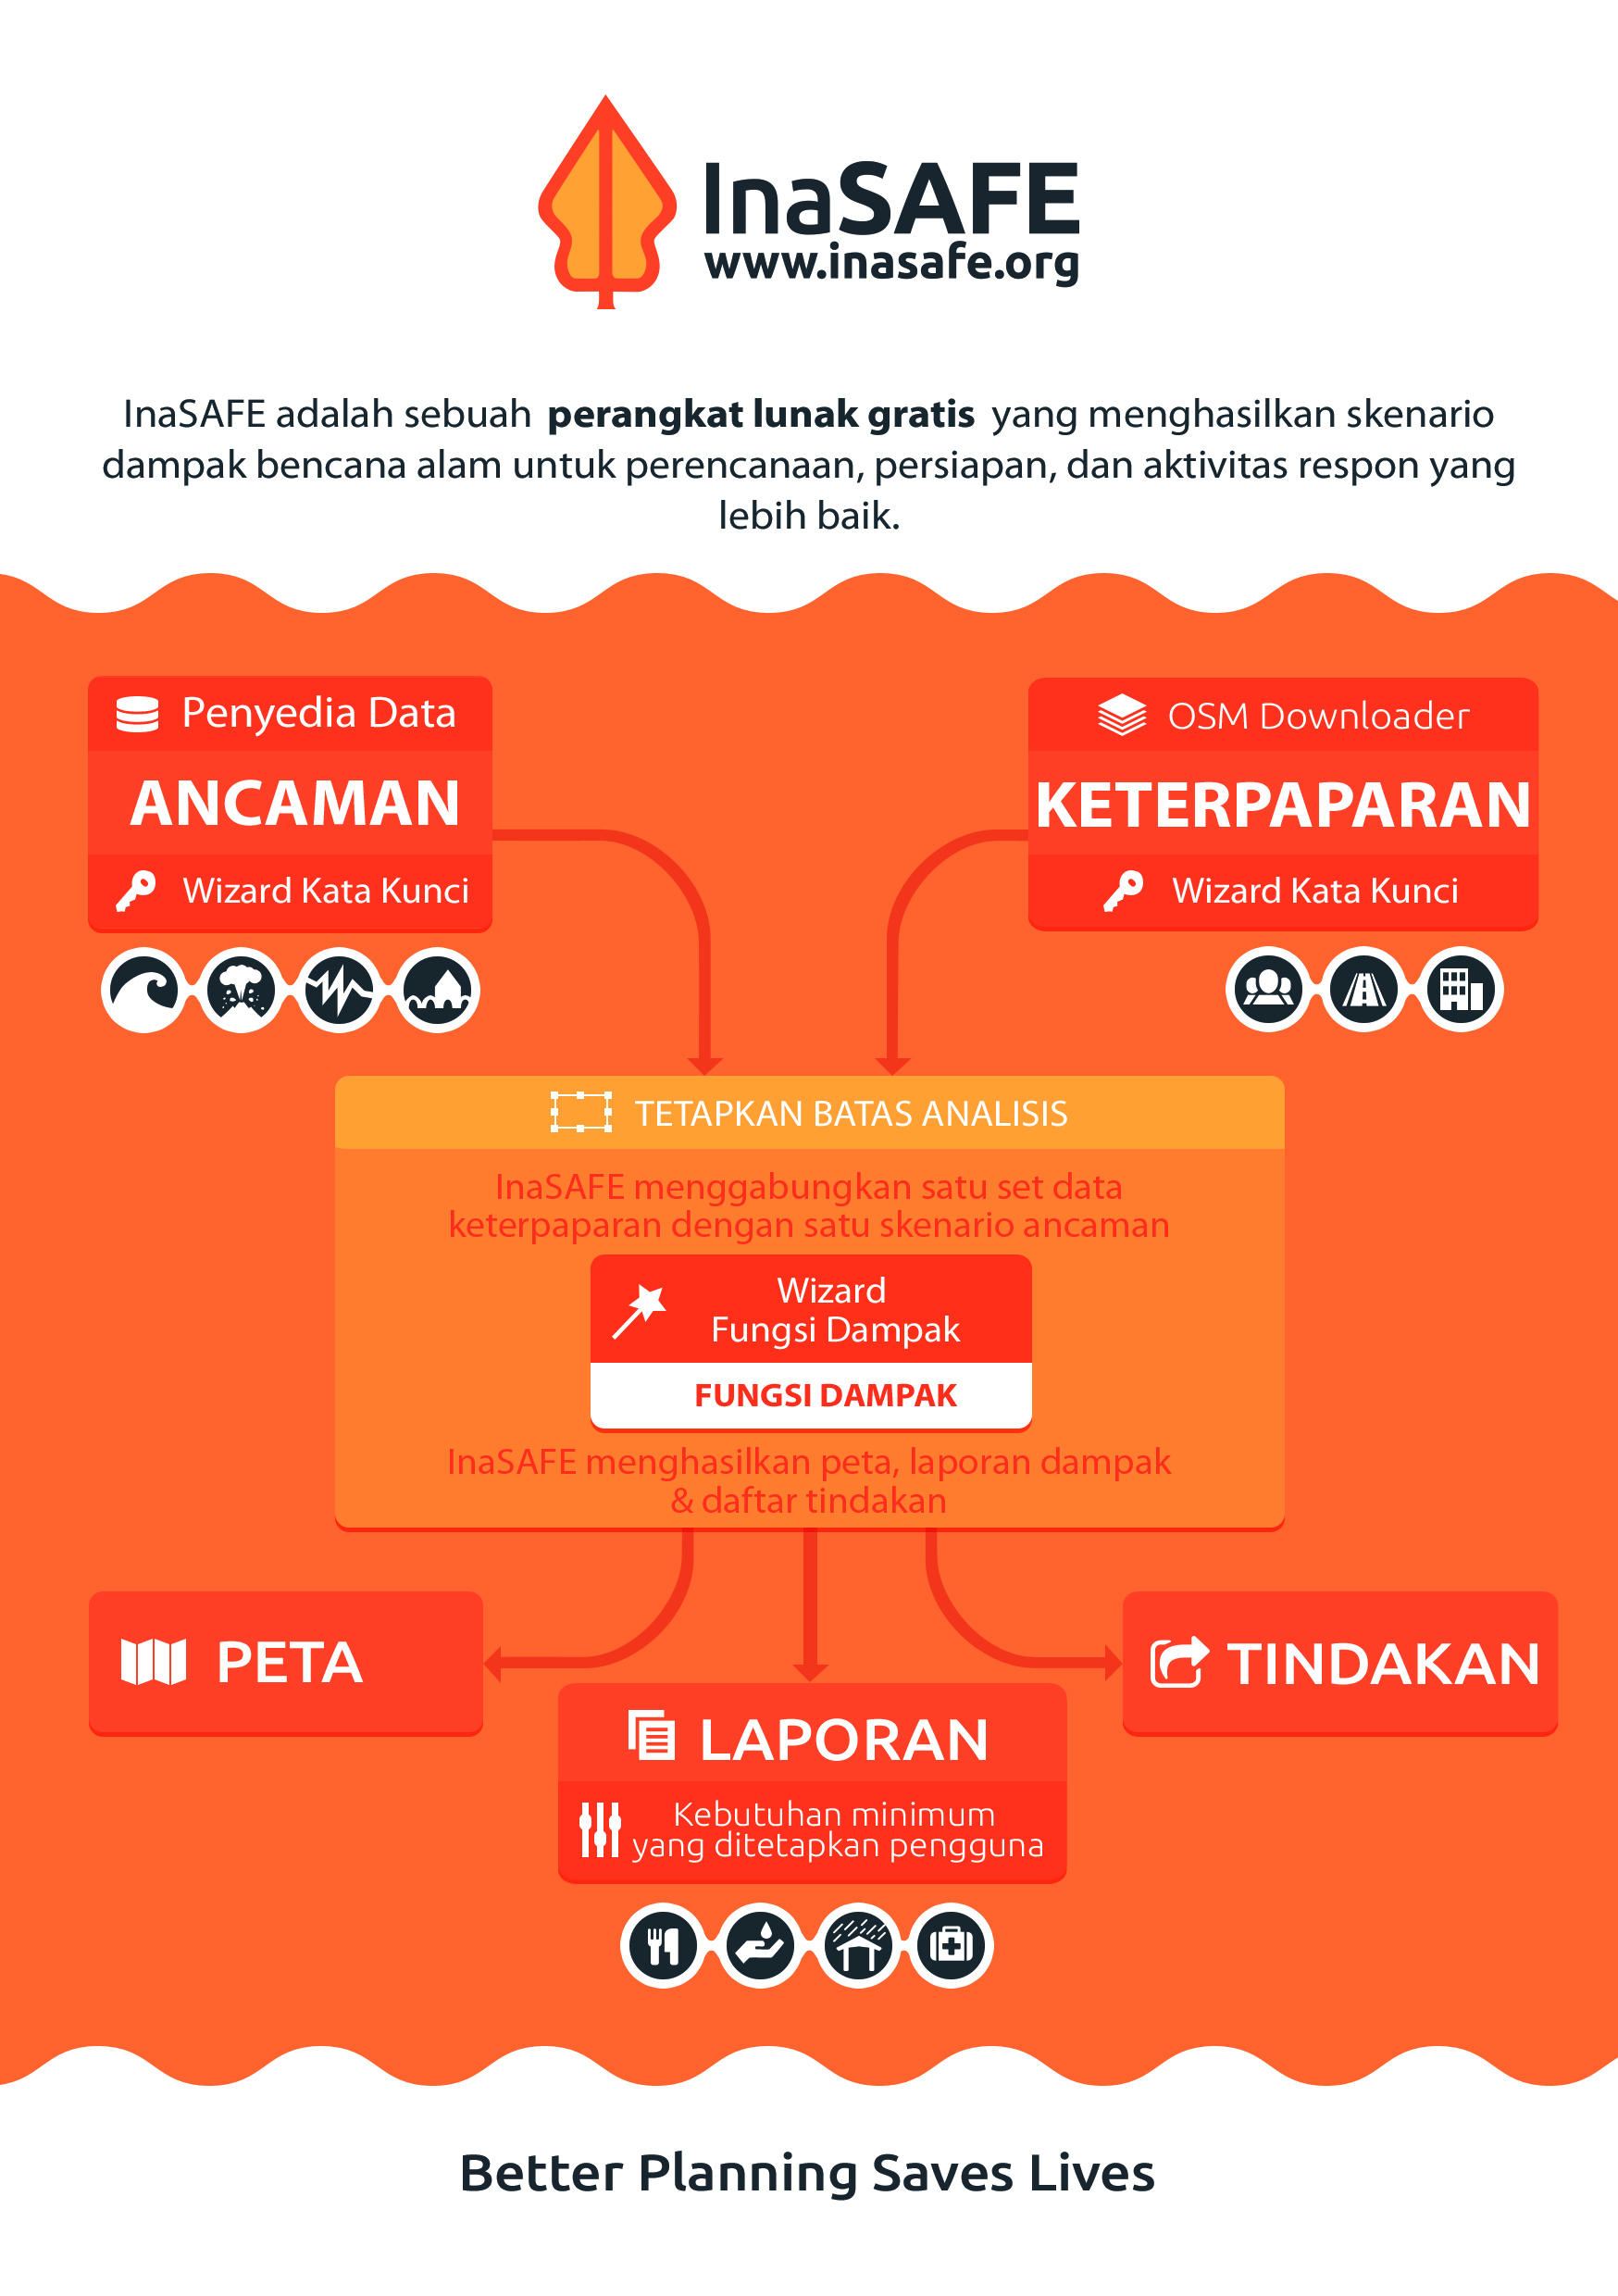 InaSAFE
www.inasafe.org
InaSAFE adalah sebuah perangkat lunak gratis yang menghasilkan skenario
dampak bencana alam untuk perencanaan, persiapan, dan aktivitas respon yang
lebih baik.
Penyedia Data
ANCAMAN
Wizard Kata Kunci
OSM Downloader
KETERPAPARAN
Wizard Kata Kunci
TETAPKAN BATAS ANALISIS
InaSAFE menggabungkan satu set data
keterpaparan dengan satu skenario ancaman
Wizard
Fungsi Dampak
FUNGSI DAMPAK
InaSAFE menghasilkan peta, laporan dampak
& daftar tindakan
PETA
LAPORAN
Kebutuhan minimum
yang ditetapkan pengguna
TINDAKAN
Better Planning Saves Lives